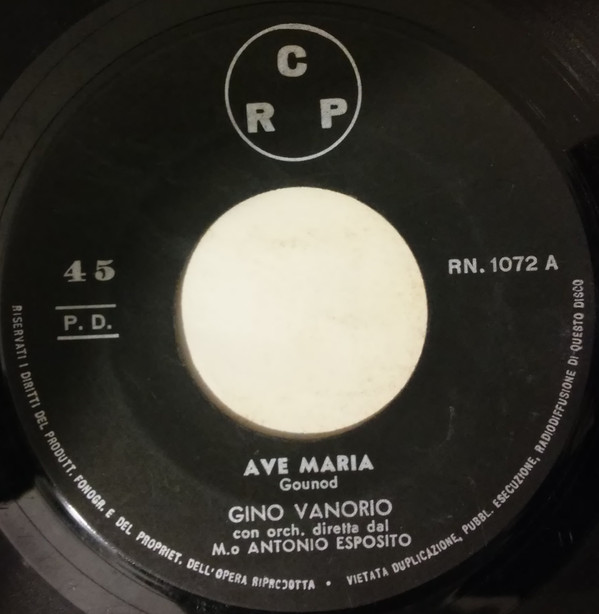 C
R P
45
RN. 1072 A
P. D.
AVE MARIA
Gounod
GINO VANORIO
con orch. diretta dal
M.o ANTONIO ESPOSITO
RISERVATI I DIRITTI DEL PRODUTT. FONOGR. E DEL PROPRIET. DELL'OPERA RIPRODOTTA • VIETATA DUPLICAZIONE, PUBBL. ESECUZIONE, RADIODIFFUSIONE DI QUESTO DISCO